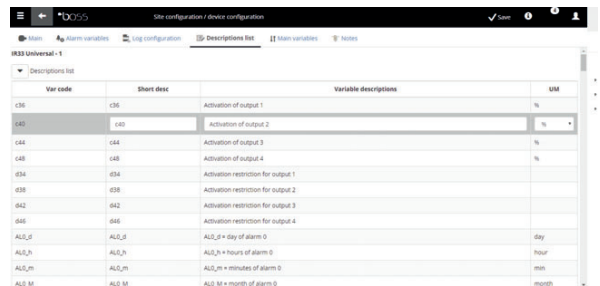 boss Site configuration / device configuration Save
Main Alarm variables Log configuration Descriptions list Main variables Notes
IR33 Universal - 1
Descriptions list
Var code Short desc Variable descriptions UM
c36 c36 Activation of output 1 %
c40 c40 Activation of output 2 %
c44 c44 Activation of output 3 %
c48 c48 Activation of output 4 %
d34 d34 Activation restriction for output 1
d38 d38 Activation restriction for output 2
d42 d42 Activation restriction for output 3
d46 d46 Activation restriction for output 4
AL0_d AL0_d AL0_d = day of alarm 0 day
AL0_h AL0_h AL0_h = hours of alarm 0 hour
AL0_m AL0_m AL0_m = minutes of alarm 0 min
AL0_M AL0_M AL0_M = month of alarm 0 month